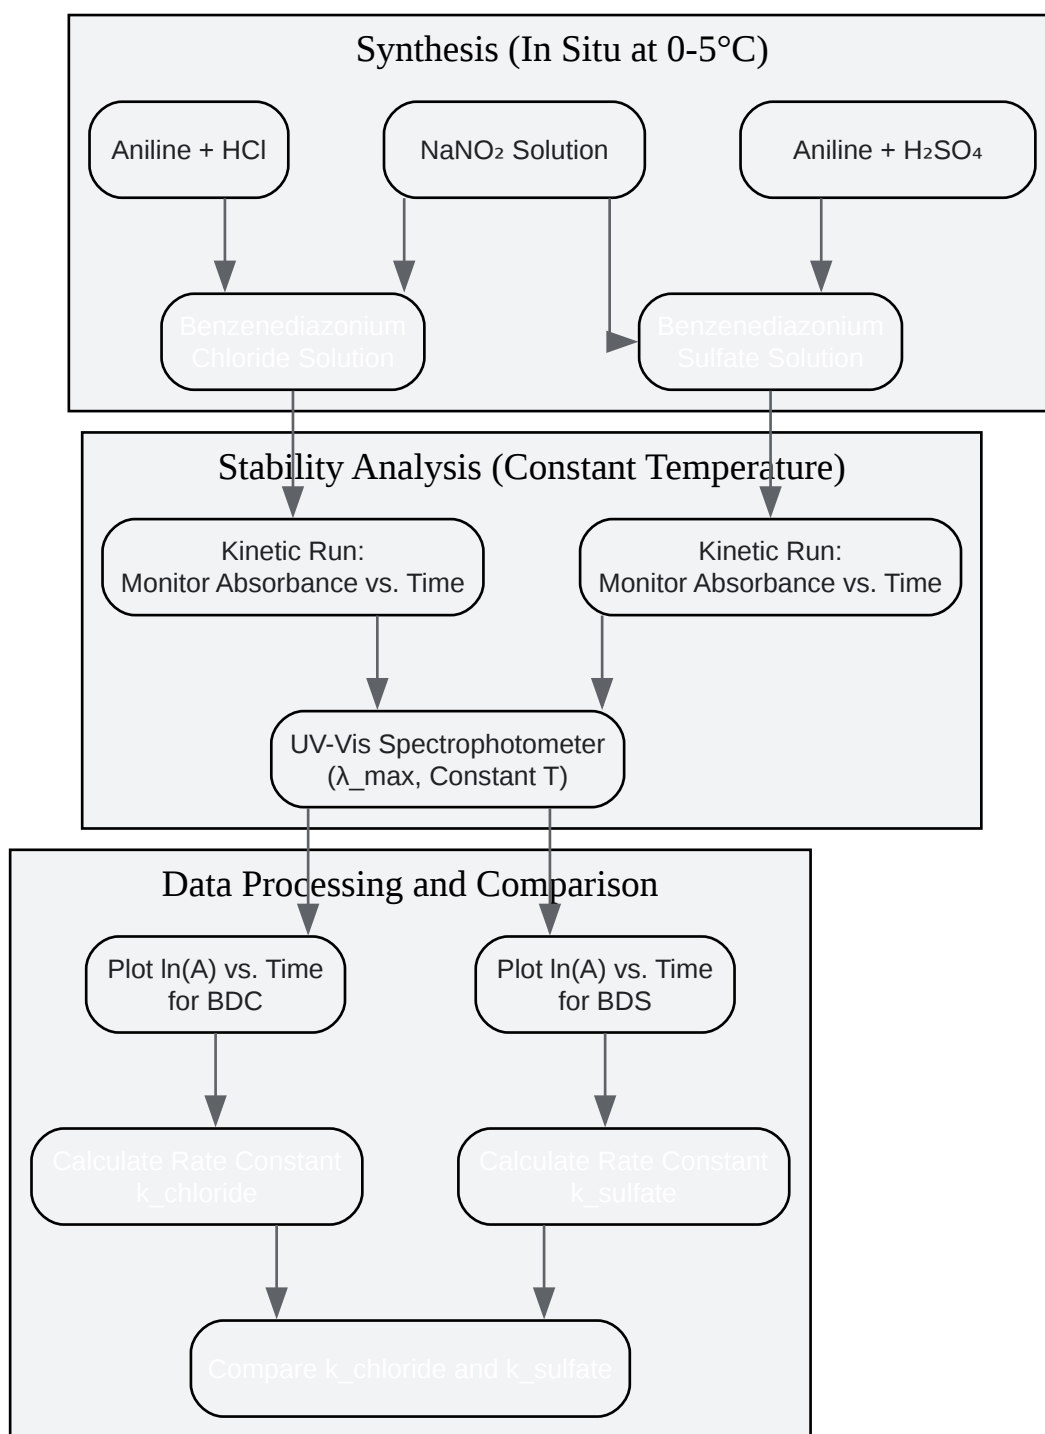 Synthesis (In Situ at 0-5°C)
Aniline + HCl
NaNO₂ Solution
Aniline + H₂SO₄
Benzenediazonium
Chloride Solution
Benzenediazonium
Sulfate Solution
Stability Analysis (Constant Temperature)
Kinetic Run:
Monitor Absorbance vs. Time
Kinetic Run:
Monitor Absorbance vs. Time
UV-Vis Spectrophotometer
(λ_max, Constant T)
Data Processing and Comparison
Plot ln(A) vs. Time
for BDC
Plot ln(A) vs. Time
for BDS
Calculate Rate Constant
k_chloride
Calculate Rate Constant
k_sulfate
Compare k_chloride and k_sulfate